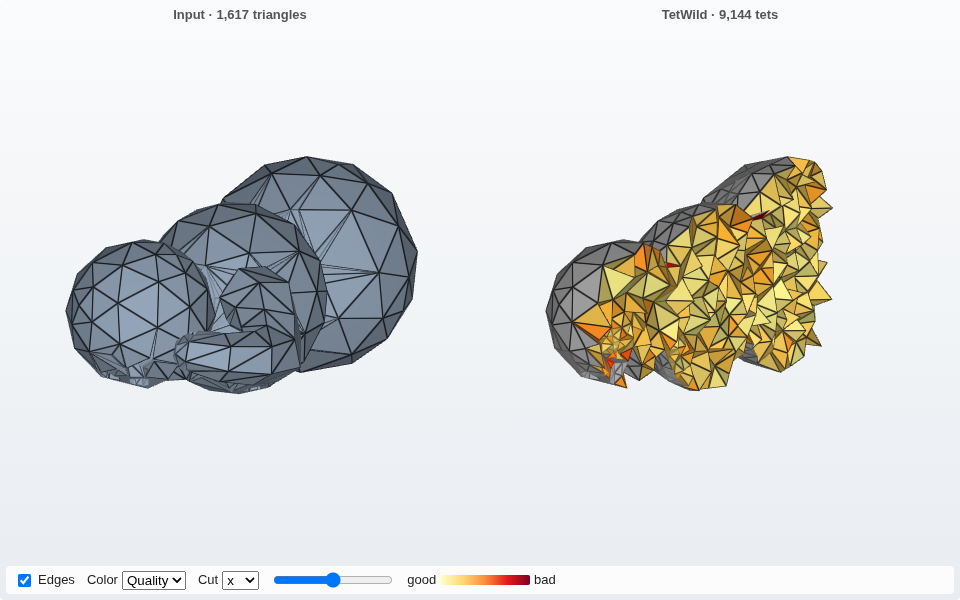 Input · 1,617 triangles
TetWild · 9,144 tets
Edges Color Quality Cut x good bad